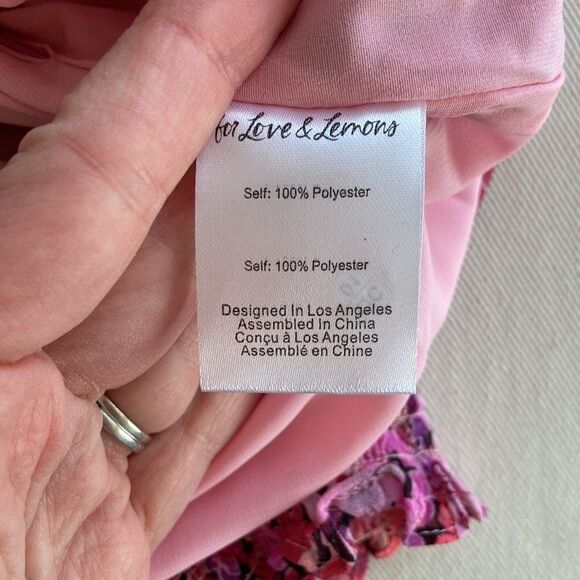 for Love & Lemons
Self: 100% Polyester
Self: 100% Polyester
Designed In Los Angeles
Assembled In China
Conçu à Los Angeles
Assemblé en Chine